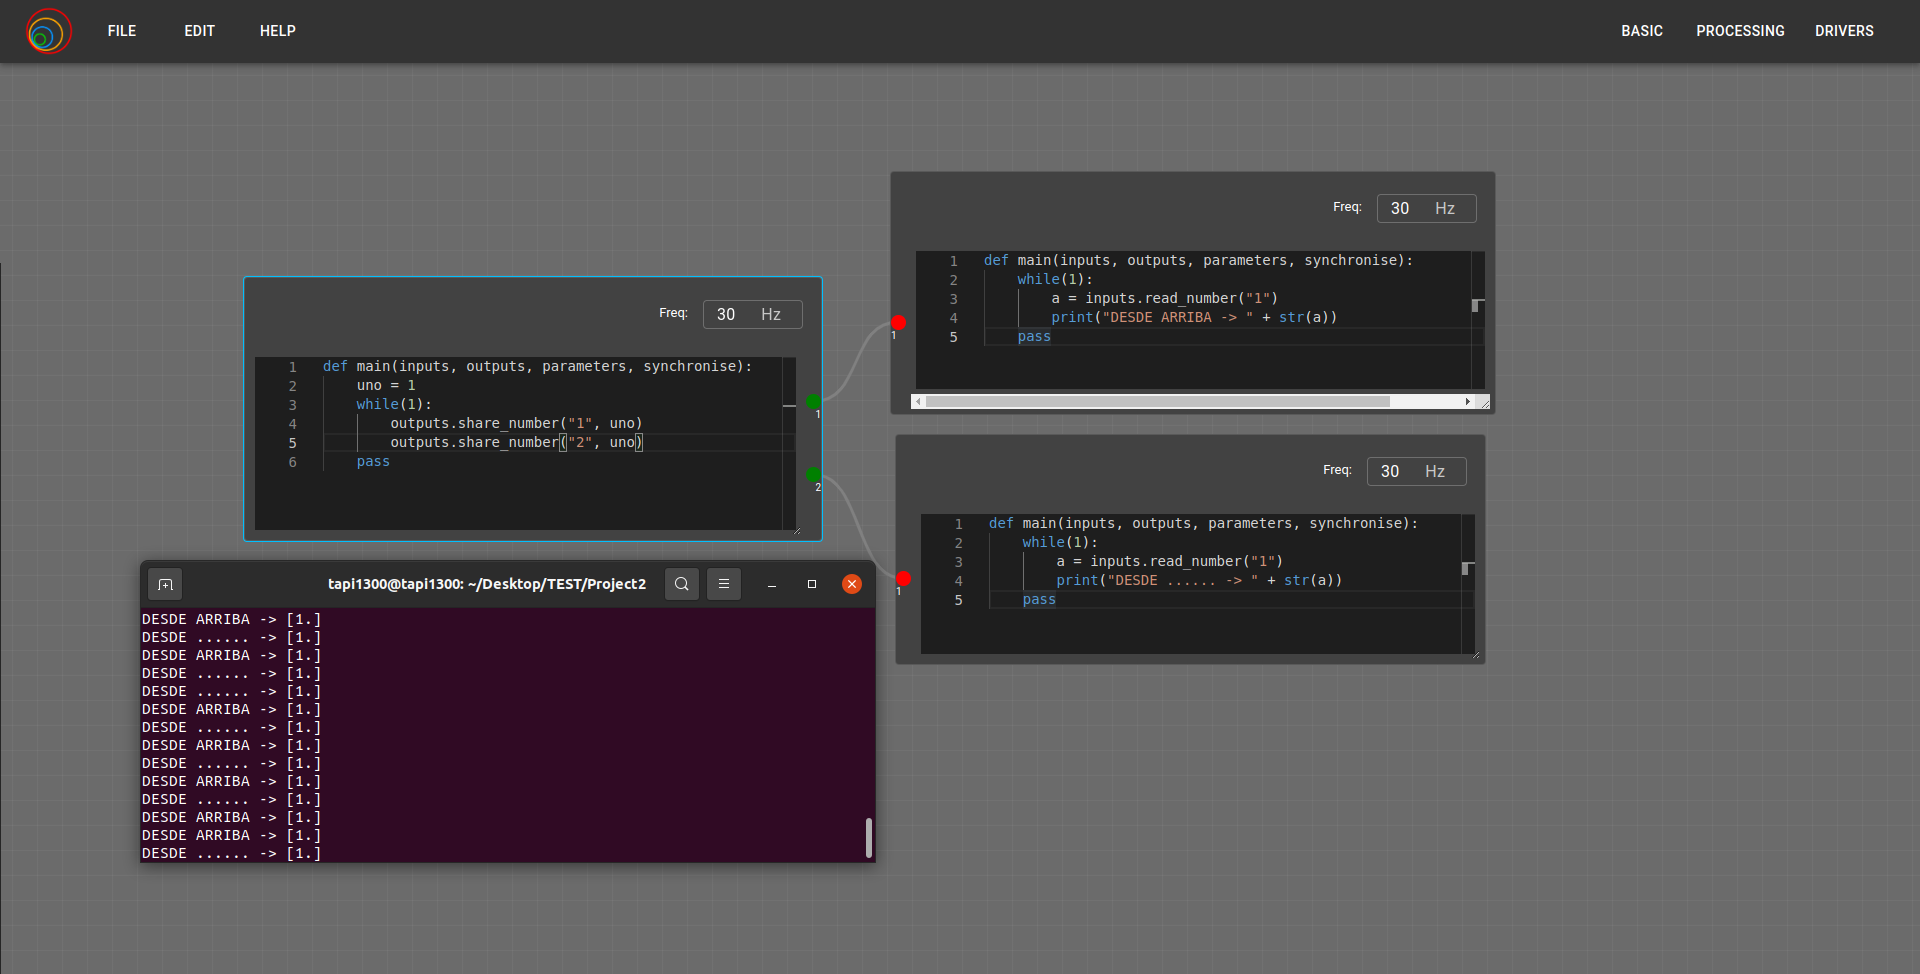 FILE EDIT HELP BASIC PROCESSING DRIVERS
Freq: 30 Hz
1 def main(inputs, outputs, parameters, synchronise):
2 uno = 1
3 while(1):
4 outputs.share_number("1", uno)
5 outputs.share_number("2", uno)
6 pass
1
2
Freq: 30 Hz
1 def main(inputs, outputs, parameters, synchronise):
2 while(1):
3 a = inputs.read_number("1")
4 print("DESDE ARRIBA -> " + str(a))
5 pass
1
Freq: 30 Hz
1 def main(inputs, outputs, parameters, synchronise):
2 while(1):
3 a = inputs.read_number("1")
4 print("DESDE ...... -> " + str(a))
5 pass
1
tapi1300@tapi1300: ~/Desktop/TEST/Project2
DESDE ARRIBA -> [1.]
DESDE ...... -> [1.]
DESDE ARRIBA -> [1.]
DESDE ...... -> [1.]
DESDE ...... -> [1.]
DESDE ARRIBA -> [1.]
DESDE ...... -> [1.]
DESDE ARRIBA -> [1.]
DESDE ...... -> [1.]
DESDE ARRIBA -> [1.]
DESDE ...... -> [1.]
DESDE ARRIBA -> [1.]
DESDE ARRIBA -> [1.]
DESDE ...... -> [1.]